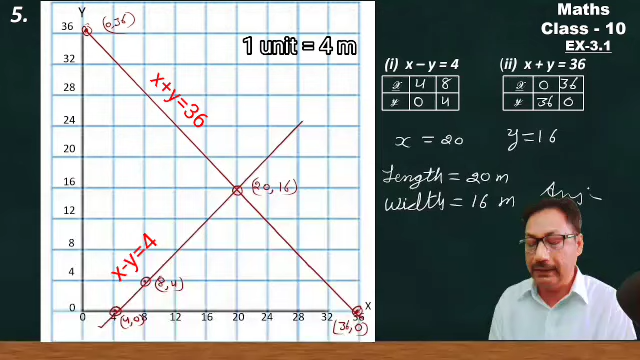 5.
Maths
Class - 10
EX-3.1
1 unit = 4 m
Y
36
32
28
24
20
16
12
8
4
0
0 4 8 12 16 20 24 28 32 36
X
(0,36)
x+y=36
(20,16)
x-y=4
(8,4)
(4,0)
(36,0)
(i) x – y = 4
x 4 8
y 0 4
(ii) x + y = 36
x 0 36
y 36 0
x = 20 y = 16
Length = 20 m
Width = 16 m Ans:-